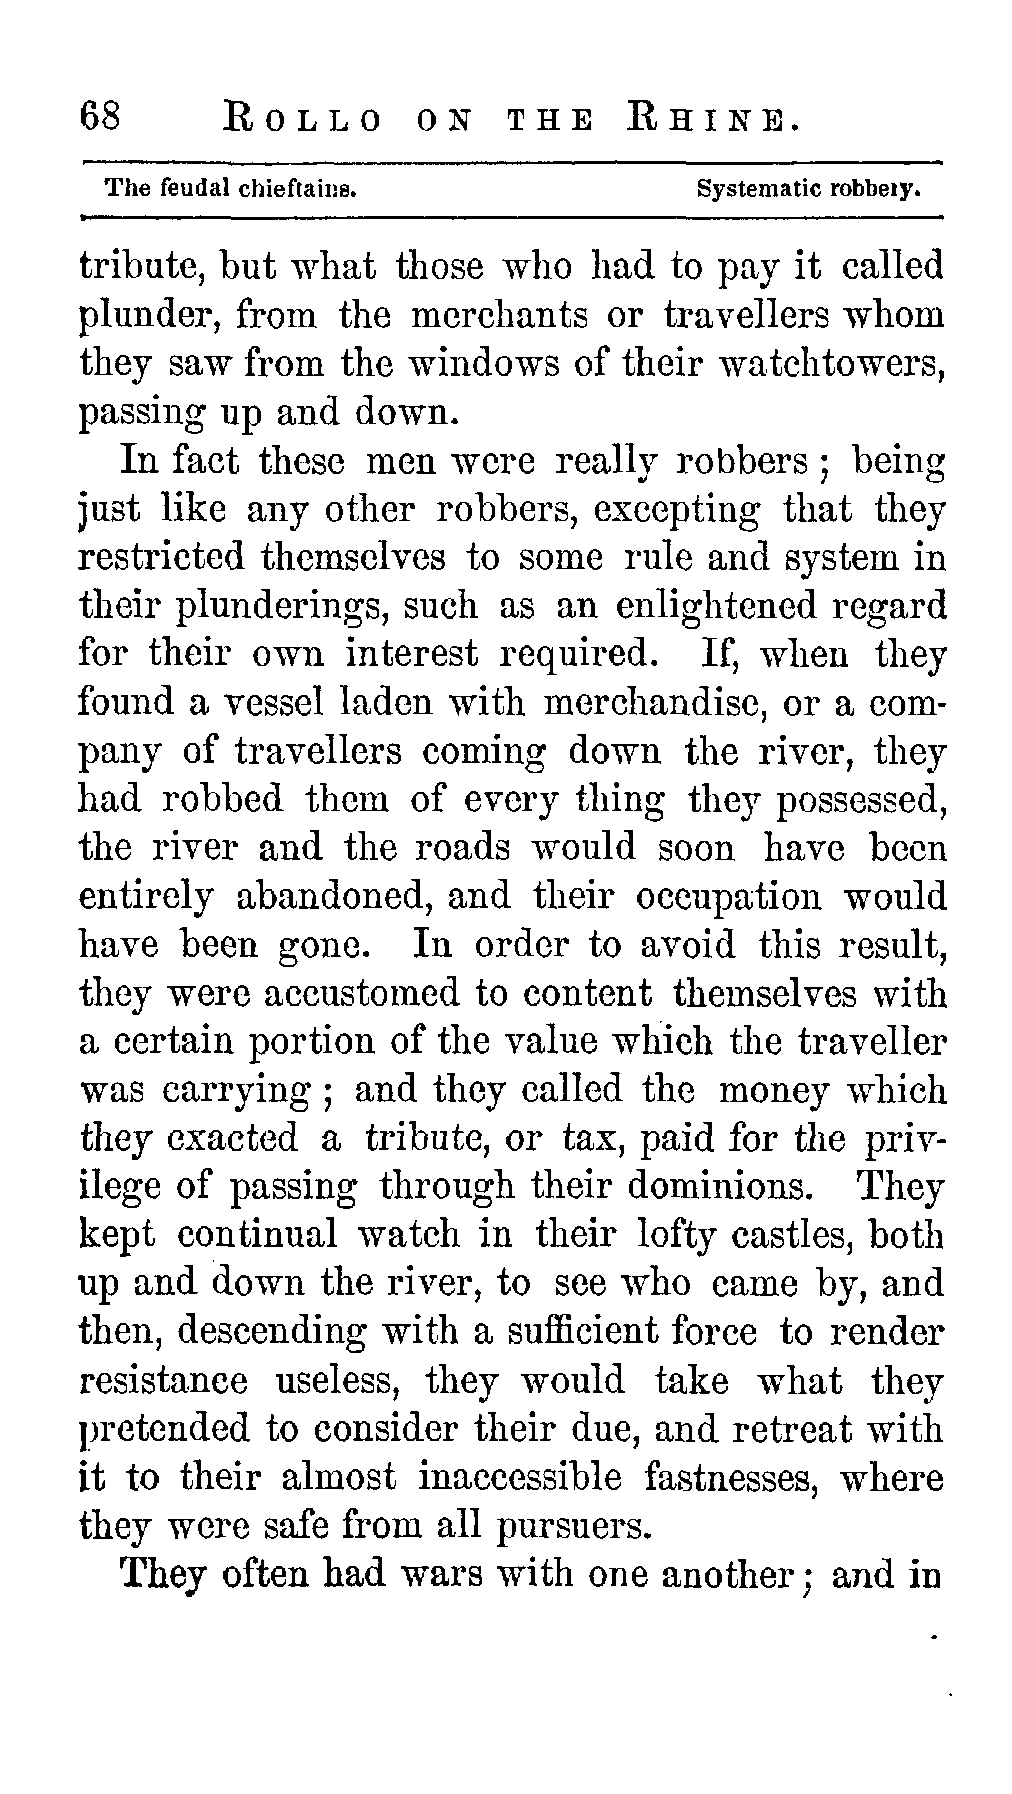 68 ROLLO ON THE RHINE.
The feudal chieftains. Systematic robbery.
tribute, but what those who had to pay it called
plunder, from the merchants or travellers whom
they saw from the windows of their watchtowers,
passing up and down.
In fact these men were really robbers ; being
just like any other robbers, excepting that they
restricted themselves to some rule and system in
their plunderings, such as an enlightened regard
for their own interest required. If, when they
found a vessel laden with merchandise, or a com-
pany of travellers coming down the river, they
had robbed them of every thing they possessed,
the river and the roads would soon have been
entirely abandoned, and their occupation would
have been gone. In order to avoid this result,
they were accustomed to content themselves with
a certain portion of the value which the traveller
was carrying ; and they called the money which
they exacted a tribute, or tax, paid for the priv-
ilege of passing through their dominions. They
kept continual watch in their lofty castles, both
up and down the river, to see who came by, and
then, descending with a sufficient force to render
resistance useless, they would take what they
pretended to consider their due, and retreat with
it to their almost inaccessible fastnesses, where
they were safe from all pursuers.
They often had wars with one another ; and in